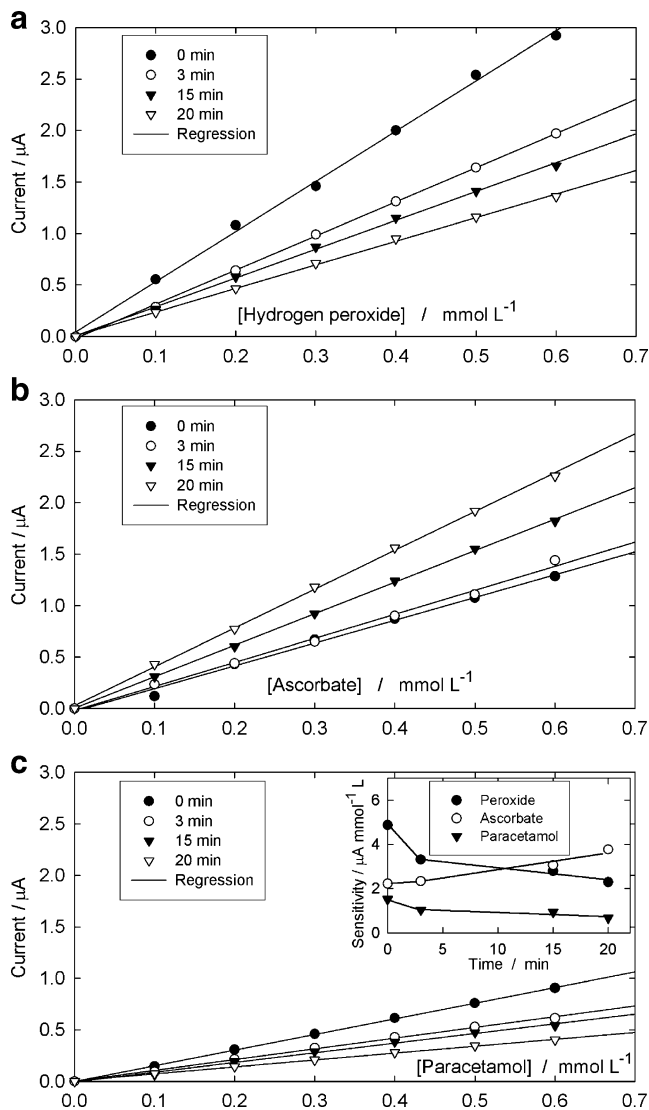 a
3.0
2.5
2.0
1.5
1.0
0.5
0.0
Current / μA
0 min
3 min
15 min
20 min
Regression
[Hydrogen peroxide] / mmol L⁻¹
0.0 0.1 0.2 0.3 0.4 0.5 0.6 0.7
b
3.0
2.5
2.0
1.5
1.0
0.5
0.0
Current / μA
0 min
3 min
15 min
20 min
Regression
[Ascorbate] / mmol L⁻¹
0.0 0.1 0.2 0.3 0.4 0.5 0.6 0.7
c
3.0
2.5
2.0
1.5
1.0
0.5
0.0
Current / μA
0 min
3 min
15 min
20 min
Regression
Sensitivity / μA mmol⁻¹ L
6
4
2
0
Peroxide
Ascorbate
Paracetamol
0 5 10 15 20
Time / min
[Paracetamol] / mmol L⁻¹
0.0 0.1 0.2 0.3 0.4 0.5 0.6 0.7